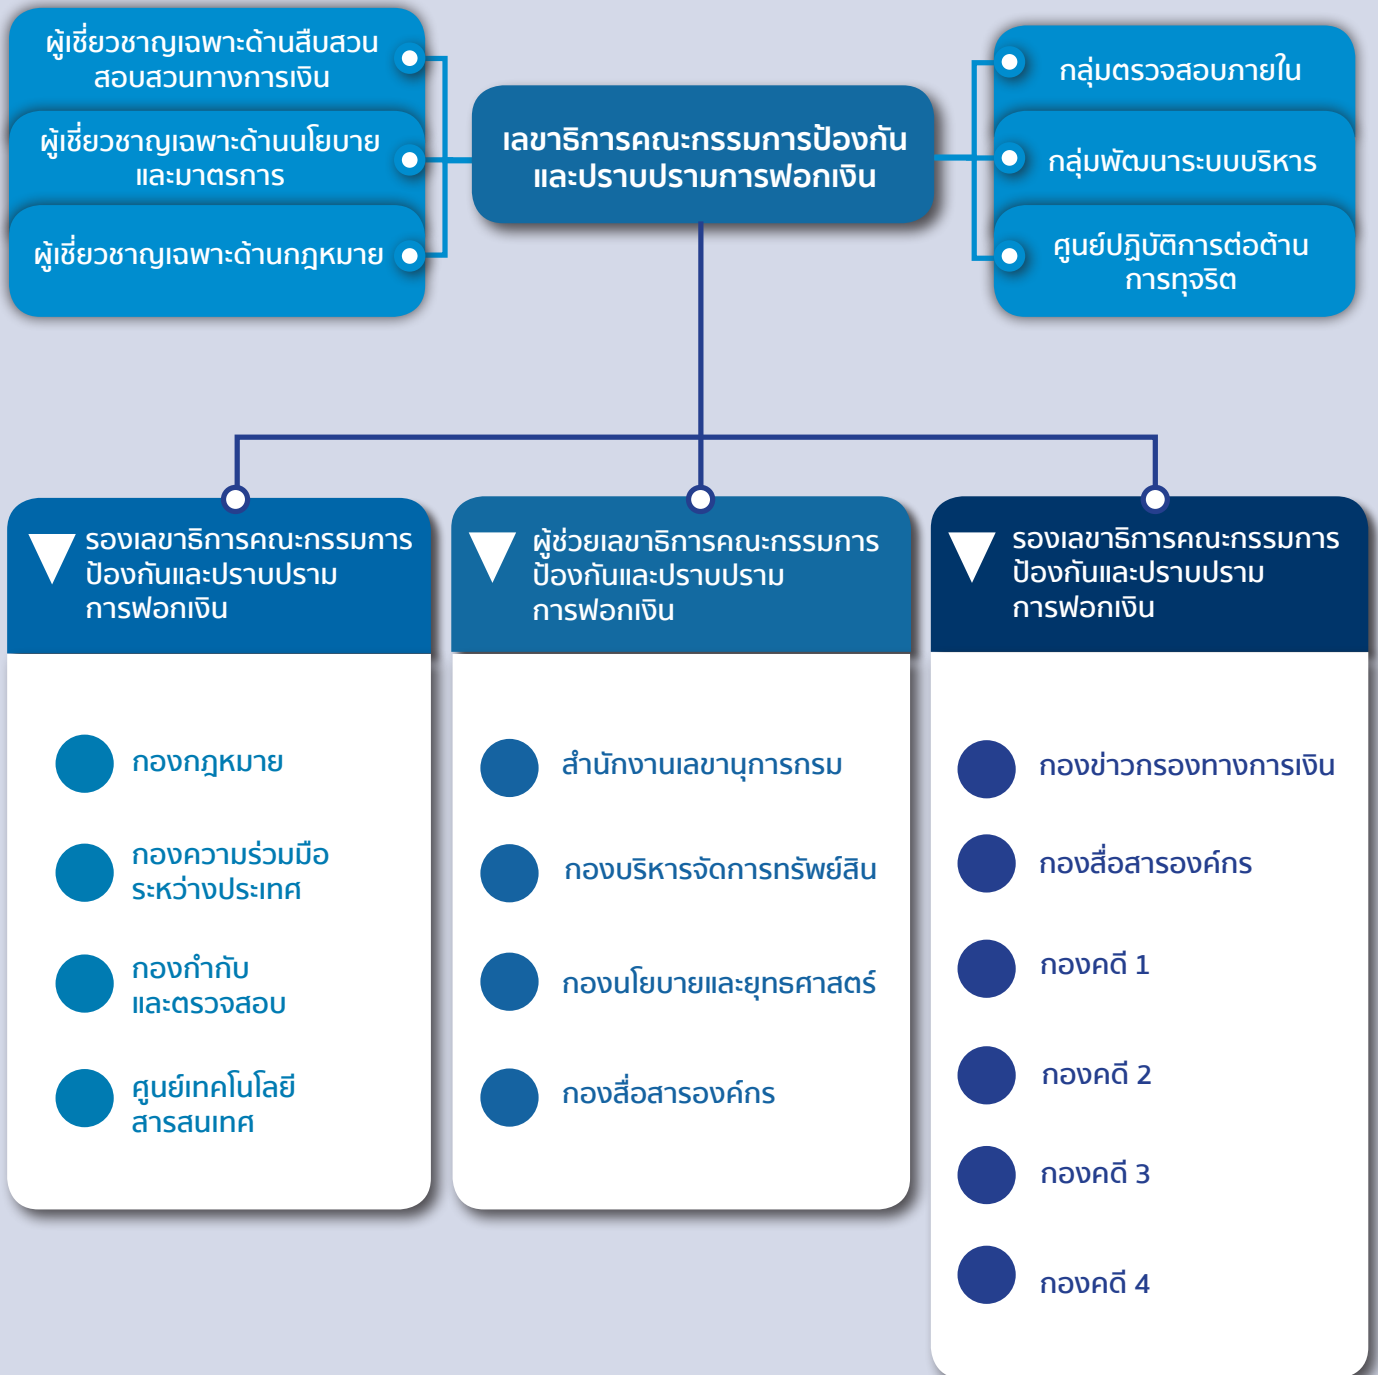 ผู้เชี่ยวชาญเฉพาะด้านสืบสวน
สอบสวนทางการเงิน
ผู้เชี่ยวชาญเฉพาะด้านนโยบาย
และมาตรการ
ผู้เชี่ยวชาญเฉพาะด้านกฎหมาย
เลขาธิการคณะกรรมการป้องกัน
และปราบปรามการฟอกเงิน
กลุ่มตรวจสอบภายใน
กลุ่มพัฒนาระบบบริหาร
ศูนย์ปฏิบัติการต่อต้าน
การทุจริต
รองเลขาธิการคณะกรรมการ
ป้องกันและปราบปราม
การฟอกเงิน
กองกฎหมาย
กองความร่วมมือ
ระหว่างประเทศ
กองกำกับ
และตรวจสอบ
ศูนย์เทคโนโลยี
สารสนเทศ
ผู้ช่วยเลขาธิการคณะกรรมการ
ป้องกันและปราบปราม
การฟอกเงิน
สำนักงานเลขานุการกรม
กองบริหารจัดการทรัพย์สิน
กองนโยบายและยุทธศาสตร์
กองสื่อสารองค์กร
รองเลขาธิการคณะกรรมการ
ป้องกันและปราบปราม
การฟอกเงิน
กองข่าวกรองทางการเงิน
กองสื่อสารองค์กร
กองคดี 1
กองคดี 2
กองคดี 3
กองคดี 4